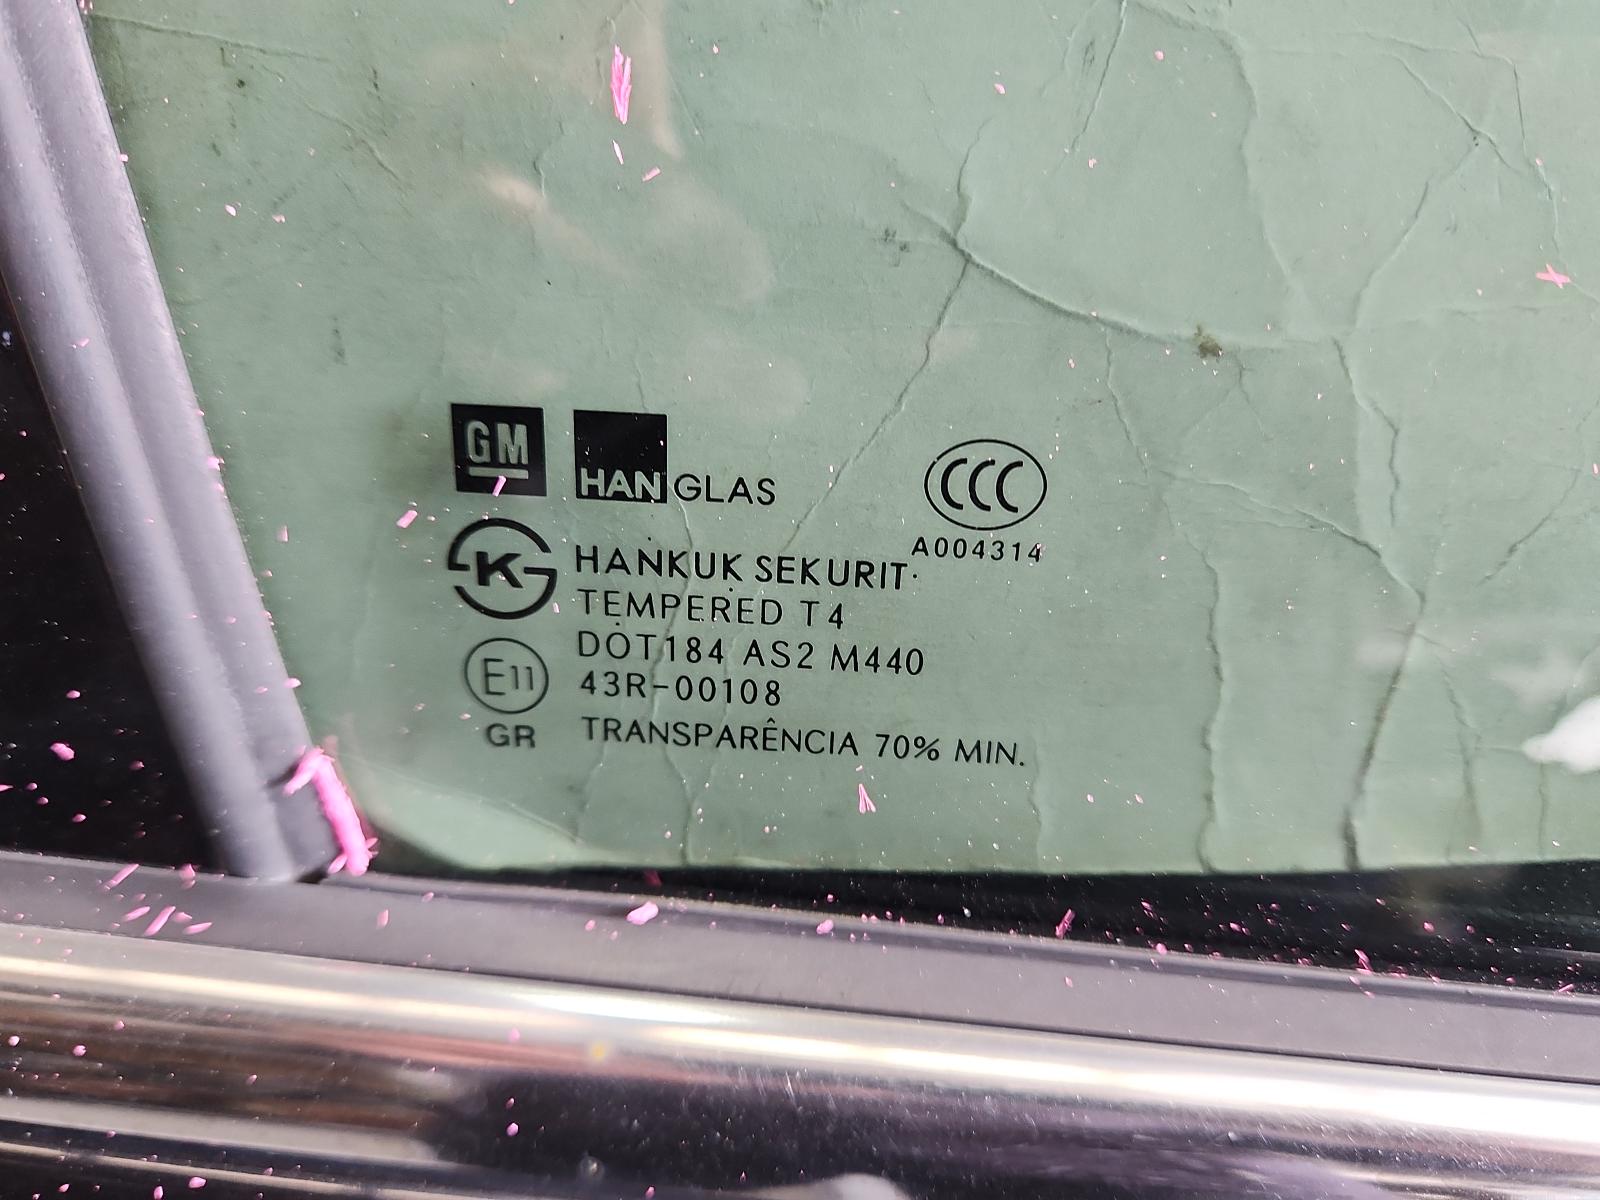 GM HANGLAS CCC
A004314
K HANKUK SEKURIT
TEMPERED T4
DOT184 AS2 M440
E11 43R-00108
GR TRANSPARÊNCIA 70% MIN.